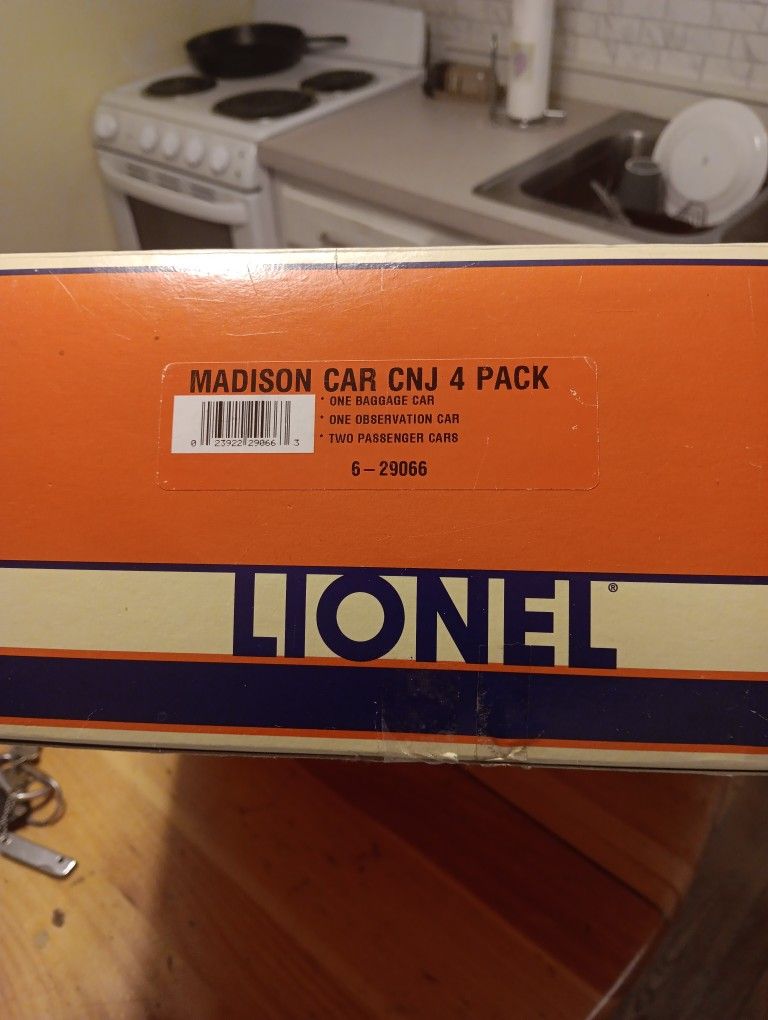 MADISON CAR CNJ 4 PACK
* ONE BAGGAGE CAR
* ONE OBSERVATION CAR
* TWO PASSENGER CARS
0 23922 29066 3
6-29066
LIONEL®